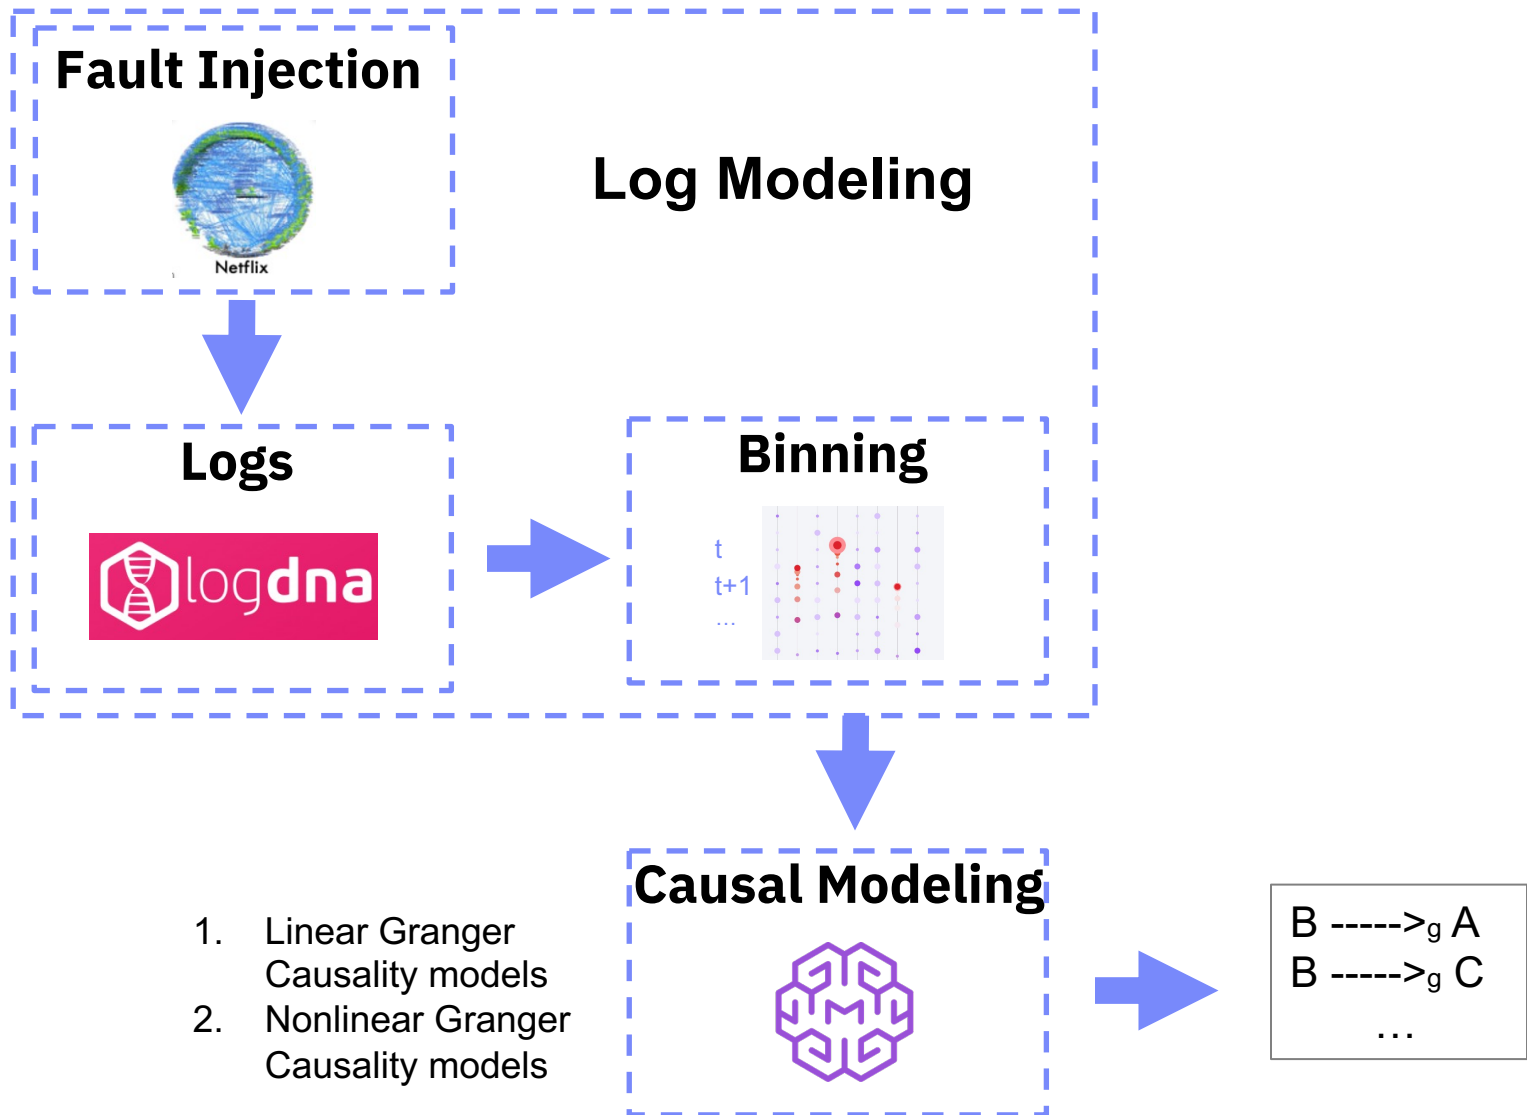 Fault Injection
Netflix
Log Modeling
Logs
logdna
Binning
t
t+1
...
Causal Modeling
1. Linear Granger
Causality models
2. Nonlinear Granger
Causality models
B ----->g A
B ----->g C
...